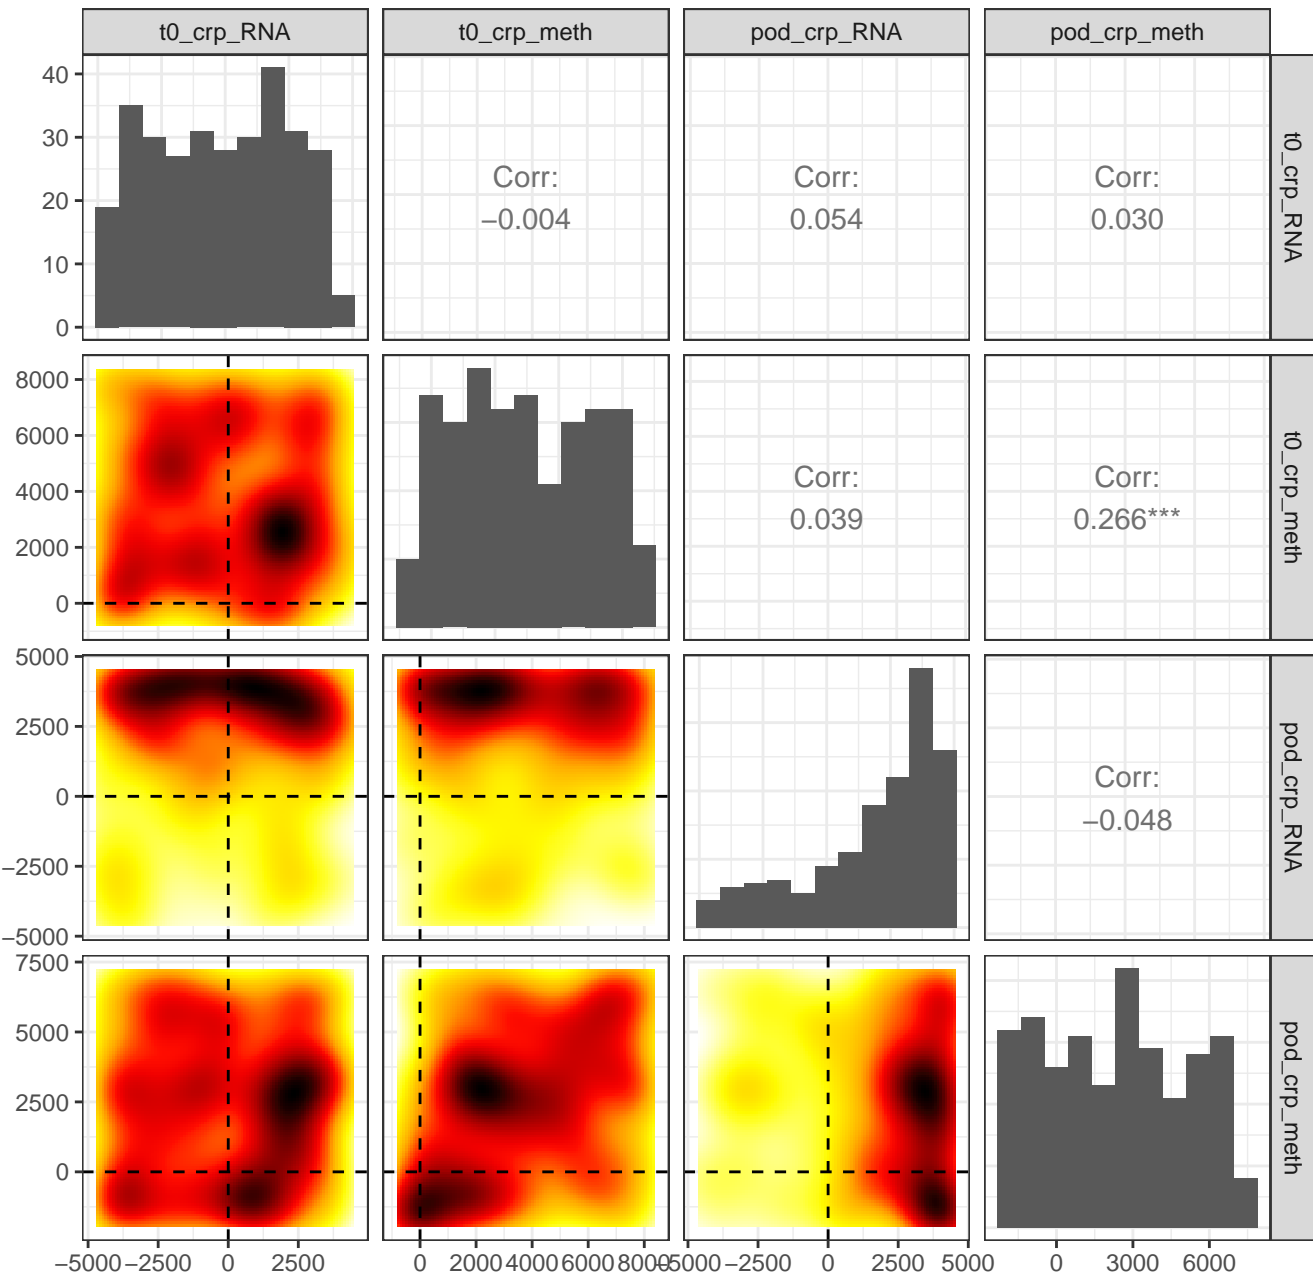 t0_crp_RNA t0_crp_meth pod_crp_RNA pod_crp_meth
40
30
20
10
0
Corr:
−0.004
Corr:
0.054
Corr:
0.030
t0_crp_RNA
8000
6000
4000
2000
0
Corr:
0.039
Corr:
0.266***
t0_crp_meth
5000
2500
0
−2500
−5000
Corr:
−0.048
pod_crp_RNA
7500
5000
2500
0
pod_crp_meth
−5000 −2500 0 2500 0 2000 4000 6000 8000 −5000 −2500 0 2500 5000 0 3000 6000